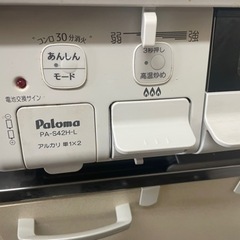 コンロ30分消火
あんしん
モード
弱
強
3秒押し
高温炒め
電池交換サイン
Paloma
PA-S42H-L
アルカリ 単1×2